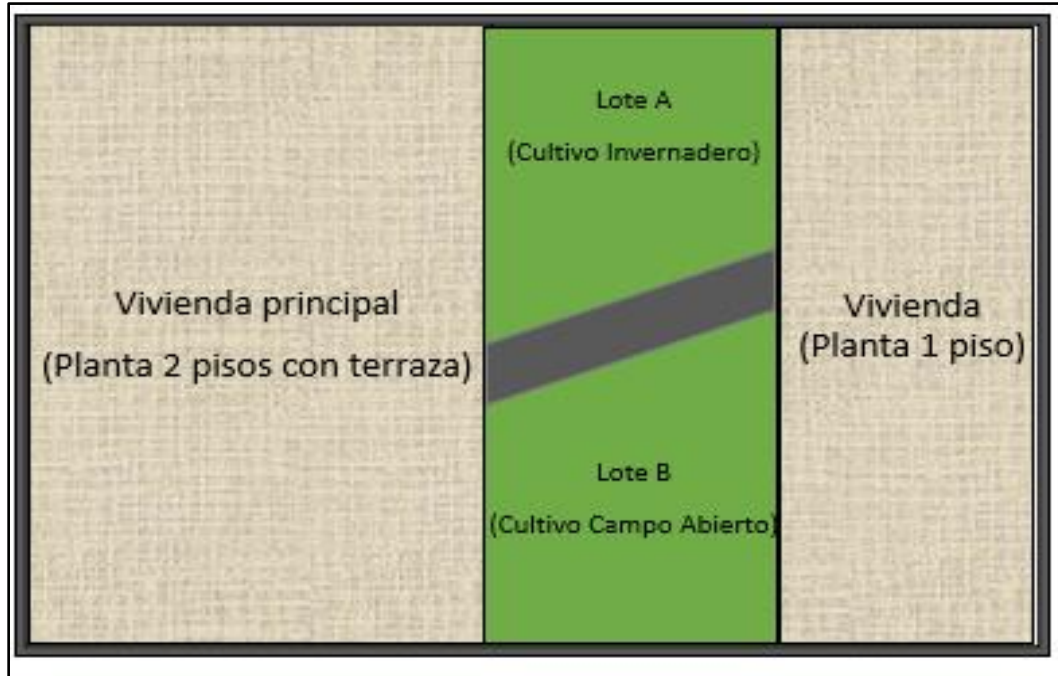 Vivienda principal
(Planta 2 pisos con terraza)
Lote A
(Cultivo Invernadero)
Lote B
(Cultivo Campo Abierto)
Vivienda
(Planta 1 piso)